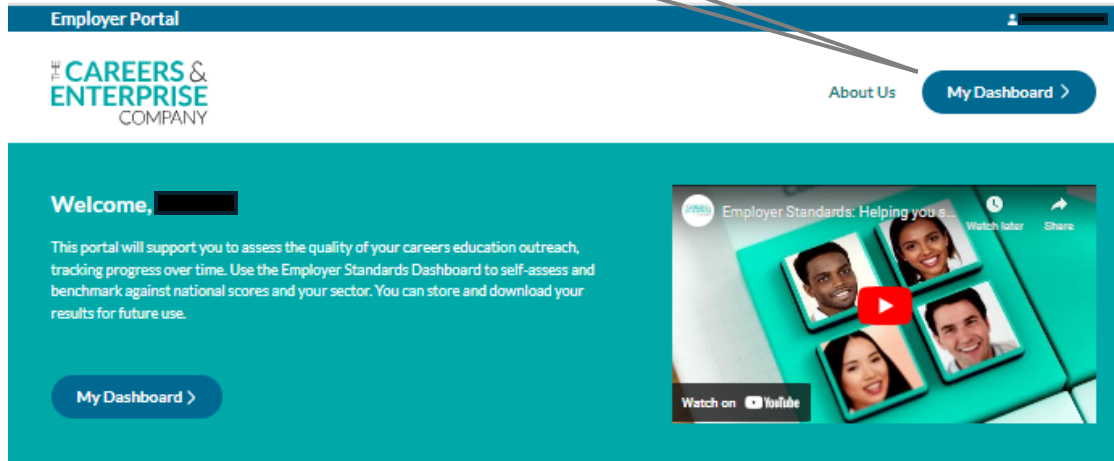 Employer Portal
THE CAREERS &
ENTERPRISE
COMPANY
About Us
My Dashboard >
Welcome,
This portal will support you to assess the quality of your careers education outreach,
tracking progress over time. Use the Employer Standards Dashboard to self-assess and
benchmark against national scores and your sector. You can store and download your
results for future use.
My Dashboard >
Employer Standards: Helping you s...
Watch later
Share
Watch on YouTube